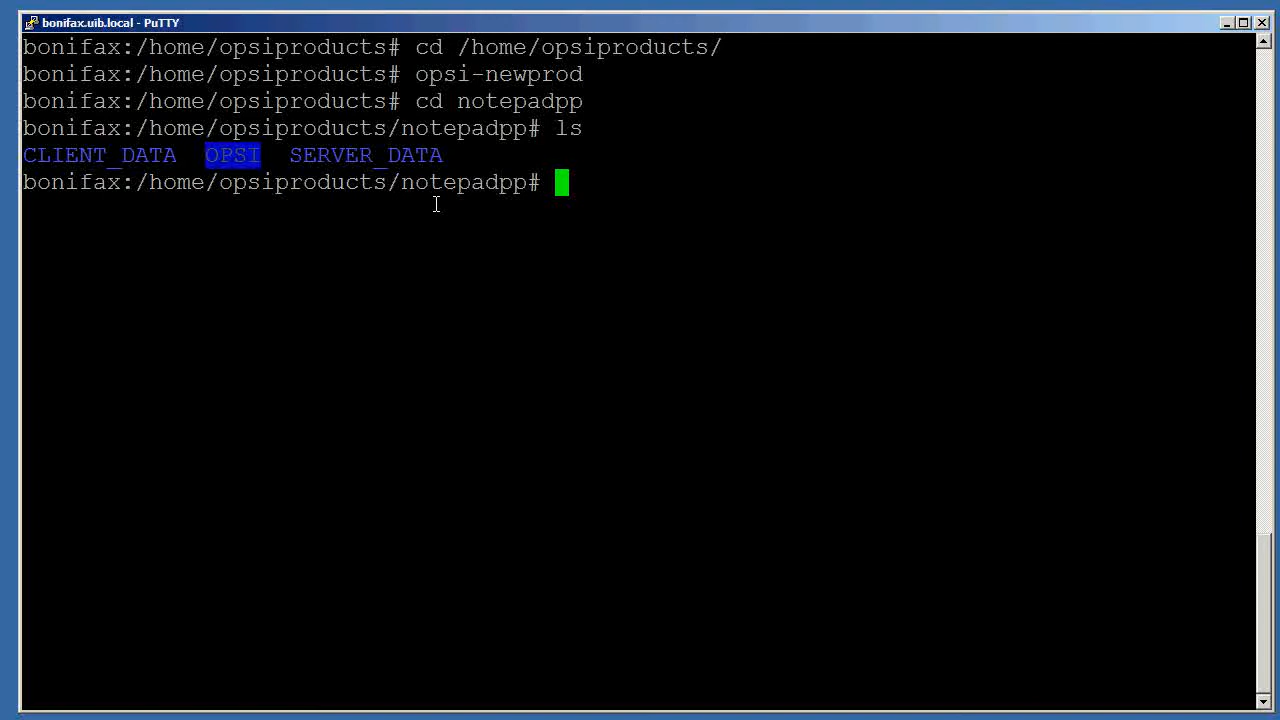 bonifax.uib.local - PuTTY
bonifax:/home/opsiproducts# cd /home/opsiproducts/
bonifax:/home/opsiproducts# opsi-newprod
bonifax:/home/opsiproducts# cd notepadpp
bonifax:/home/opsiproducts/notepadpp# ls
CLIENT_DATA  OPSI  SERVER_DATA
bonifax:/home/opsiproducts/notepadpp#